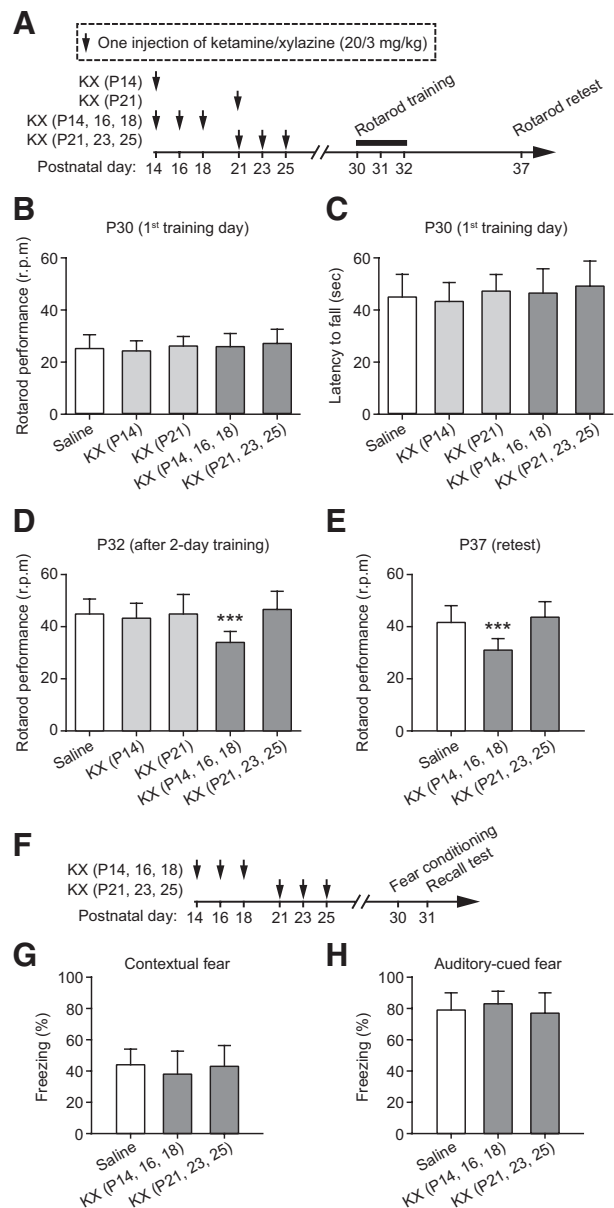 A
One injection of ketamine/xylazine (20/3 mg/kg)
KX (P14)
KX (P21)
KX (P14, 16, 18)
KX (P21, 23, 25)
Rotarod training
Rotarod retest
Postnatal day: 14 16 18 21 23 25 30 31 32 37
B
P30 (1st training day)
Rotarod performance (r.p.m)
60
40
20
0
Saline
KX (P14)
KX (P21)
KX (P14, 16, 18)
KX (P21, 23, 25)
C
P30 (1st training day)
Latency to fall (sec)
60
40
20
0
Saline
KX (P14)
KX (P21)
KX (P14, 16, 18)
KX (P21, 23, 25)
D
P32 (after 2-day training)
Rotarod performance (r.p.m)
60
40
20
0
***
Saline
KX (P14)
KX (P21)
KX (P14, 16, 18)
KX (P21, 23, 25)
E
P37 (retest)
Rotarod performance (r.p.m)
60
40
20
0
***
Saline
KX (P14, 16, 18)
KX (P21, 23, 25)
F
KX (P14, 16, 18)
KX (P21, 23, 25)
Fear conditioning
Recall test
Postnatal day: 14 16 18 21 23 25 30 31
G
Contextual fear
Freezing (%)
100
80
60
40
20
0
Saline
KX (P14, 16, 18)
KX (P21, 23, 25)
H
Auditory-cued fear
Freezing (%)
100
80
60
40
20
0
Saline
KX (P14, 16, 18)
KX (P21, 23, 25)